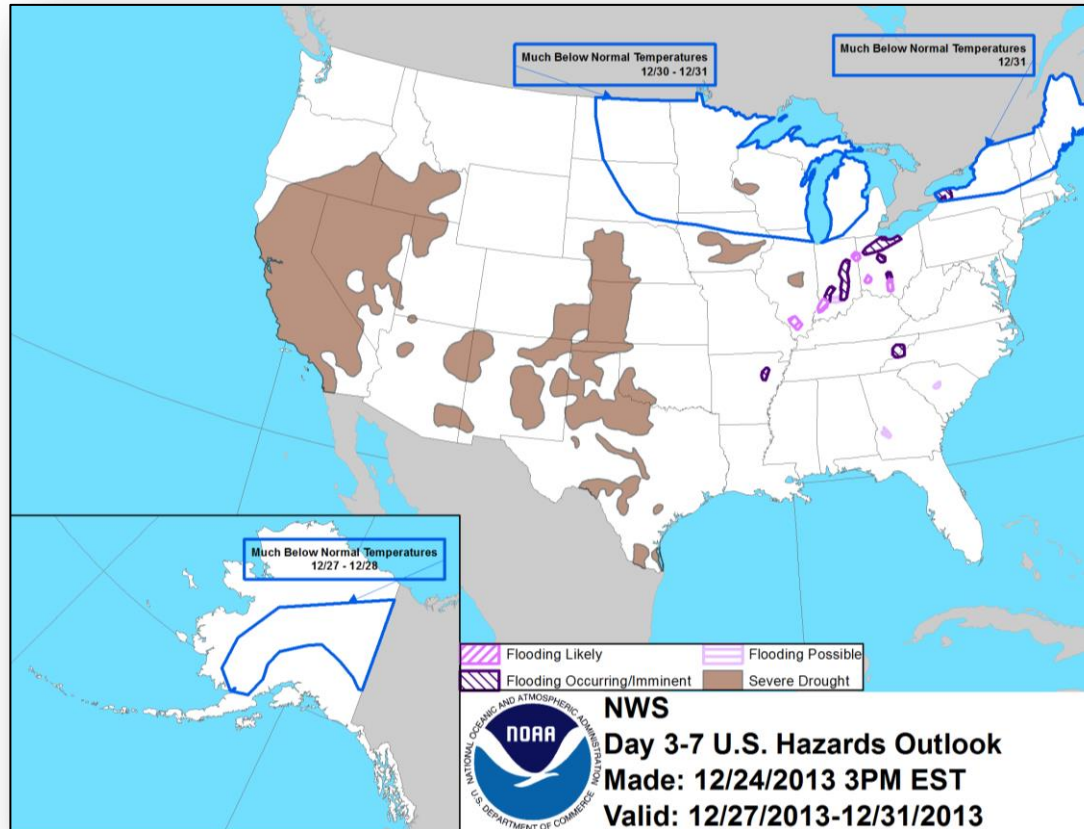 Much Below Normal Temperatures
12/30 - 12/31
Much Below Normal Temperatures
12/31
Much Below Normal Temperatures
12/27 - 12/28
Flooding Likely
Flooding Possible
Flooding Occurring/Imminent
Severe Drought
NATIONAL OCEANIC AND ATMOSPHERIC ADMINISTRATION
NOAA
U.S. DEPARTMENT OF COMMERCE
NWS
Day 3-7 U.S. Hazards Outlook
Made: 12/24/2013 3PM EST
Valid: 12/27/2013-12/31/2013